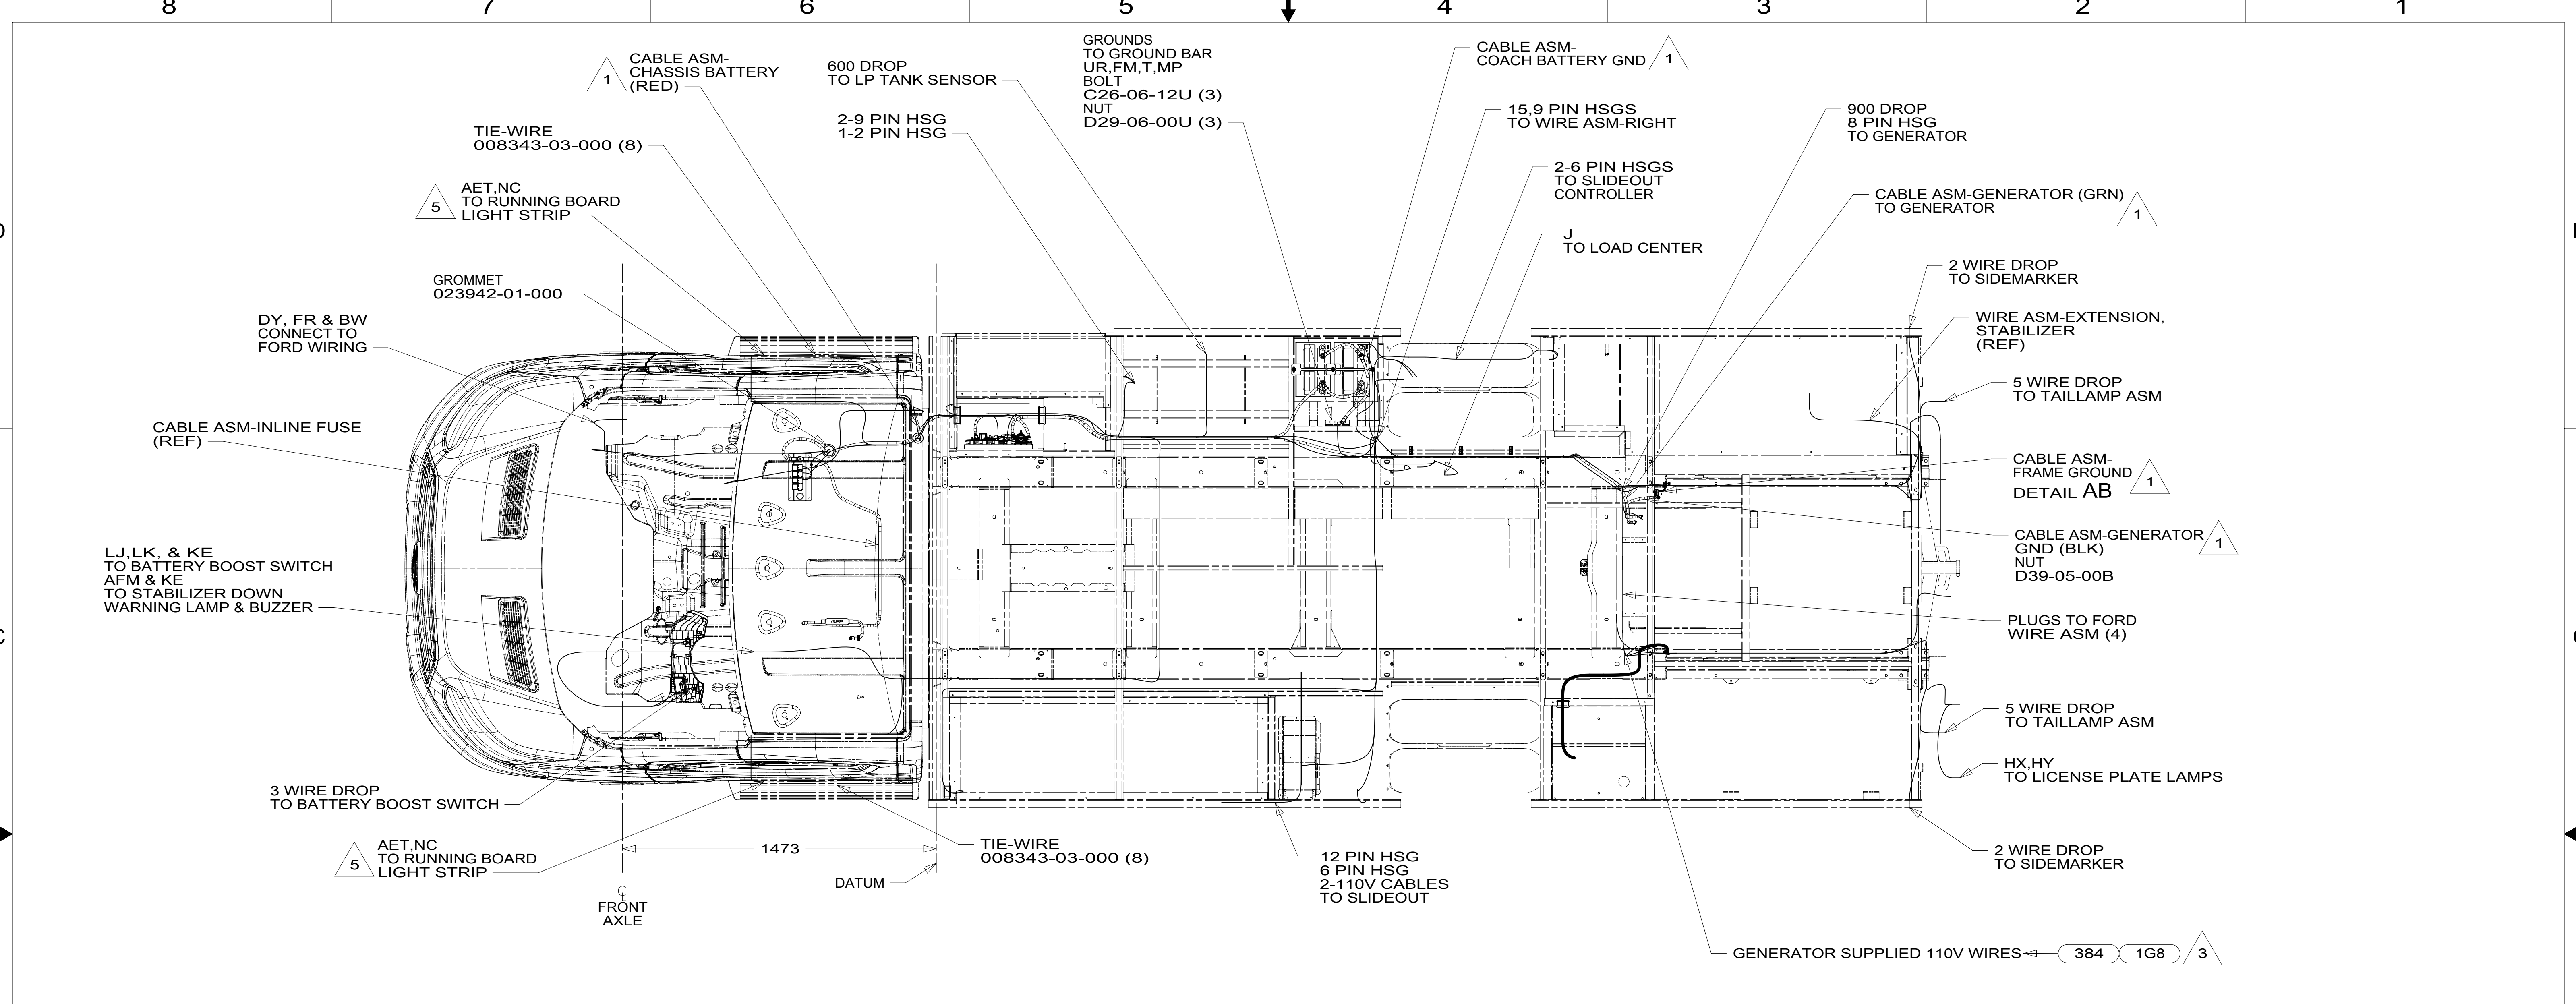 8 7 6 5 4 3 2 1
CABLE ASM-
CHASSIS BATTERY
(RED)
1
600 DROP
TO LP TANK SENSOR
GROUNDS
TO GROUND BAR
UR,FM,T,MP
BOLT
C26-06-12U (3)
NUT
D29-06-00U (3)
CABLE ASM-
COACH BATTERY GND
1
15,9 PIN HSGS
TO WIRE ASM-RIGHT
900 DROP
8 PIN HSG
TO GENERATOR
2-9 PIN HSG
1-2 PIN HSG
TIE-WIRE
008343-03-000 (8)
2-6 PIN HSGS
TO SLIDEOUT
CONTROLLER
CABLE ASM-GENERATOR (GRN)
TO GENERATOR
1
5
AET,NC
TO RUNNING BOARD
LIGHT STRIP
J
TO LOAD CENTER
2 WIRE DROP
TO SIDEMARKER
GROMMET
023942-01-000
DY, FR & BW
CONNECT TO
FORD WIRING
WIRE ASM-EXTENSION,
STABILIZER
(REF)
5 WIRE DROP
TO TAILLAMP ASM
CABLE ASM-INLINE FUSE
(REF)
CABLE ASM-
FRAME GROUND
DETAIL AB
1
CABLE ASM-GENERATOR
GND (BLK)
NUT
D39-05-00B
1
LJ,LK, & KE
TO BATTERY BOOST SWITCH
AFM & KE
TO STABILIZER DOWN
WARNING LAMP & BUZZER
PLUGS TO FORD
WIRE ASM (4)
5 WIRE DROP
TO TAILLAMP ASM
HX,HY
TO LICENSE PLATE LAMPS
3 WIRE DROP
TO BATTERY BOOST SWITCH
5
AET,NC
TO RUNNING BOARD
LIGHT STRIP
1473
TIE-WIRE
008343-03-000 (8)
DATUM
12 PIN HSG
6 PIN HSG
2-110V CABLES
TO SLIDEOUT
2 WIRE DROP
TO SIDEMARKER
FRONT
AXLE
GENERATOR SUPPLIED 110V WIRES
384 1G8 3